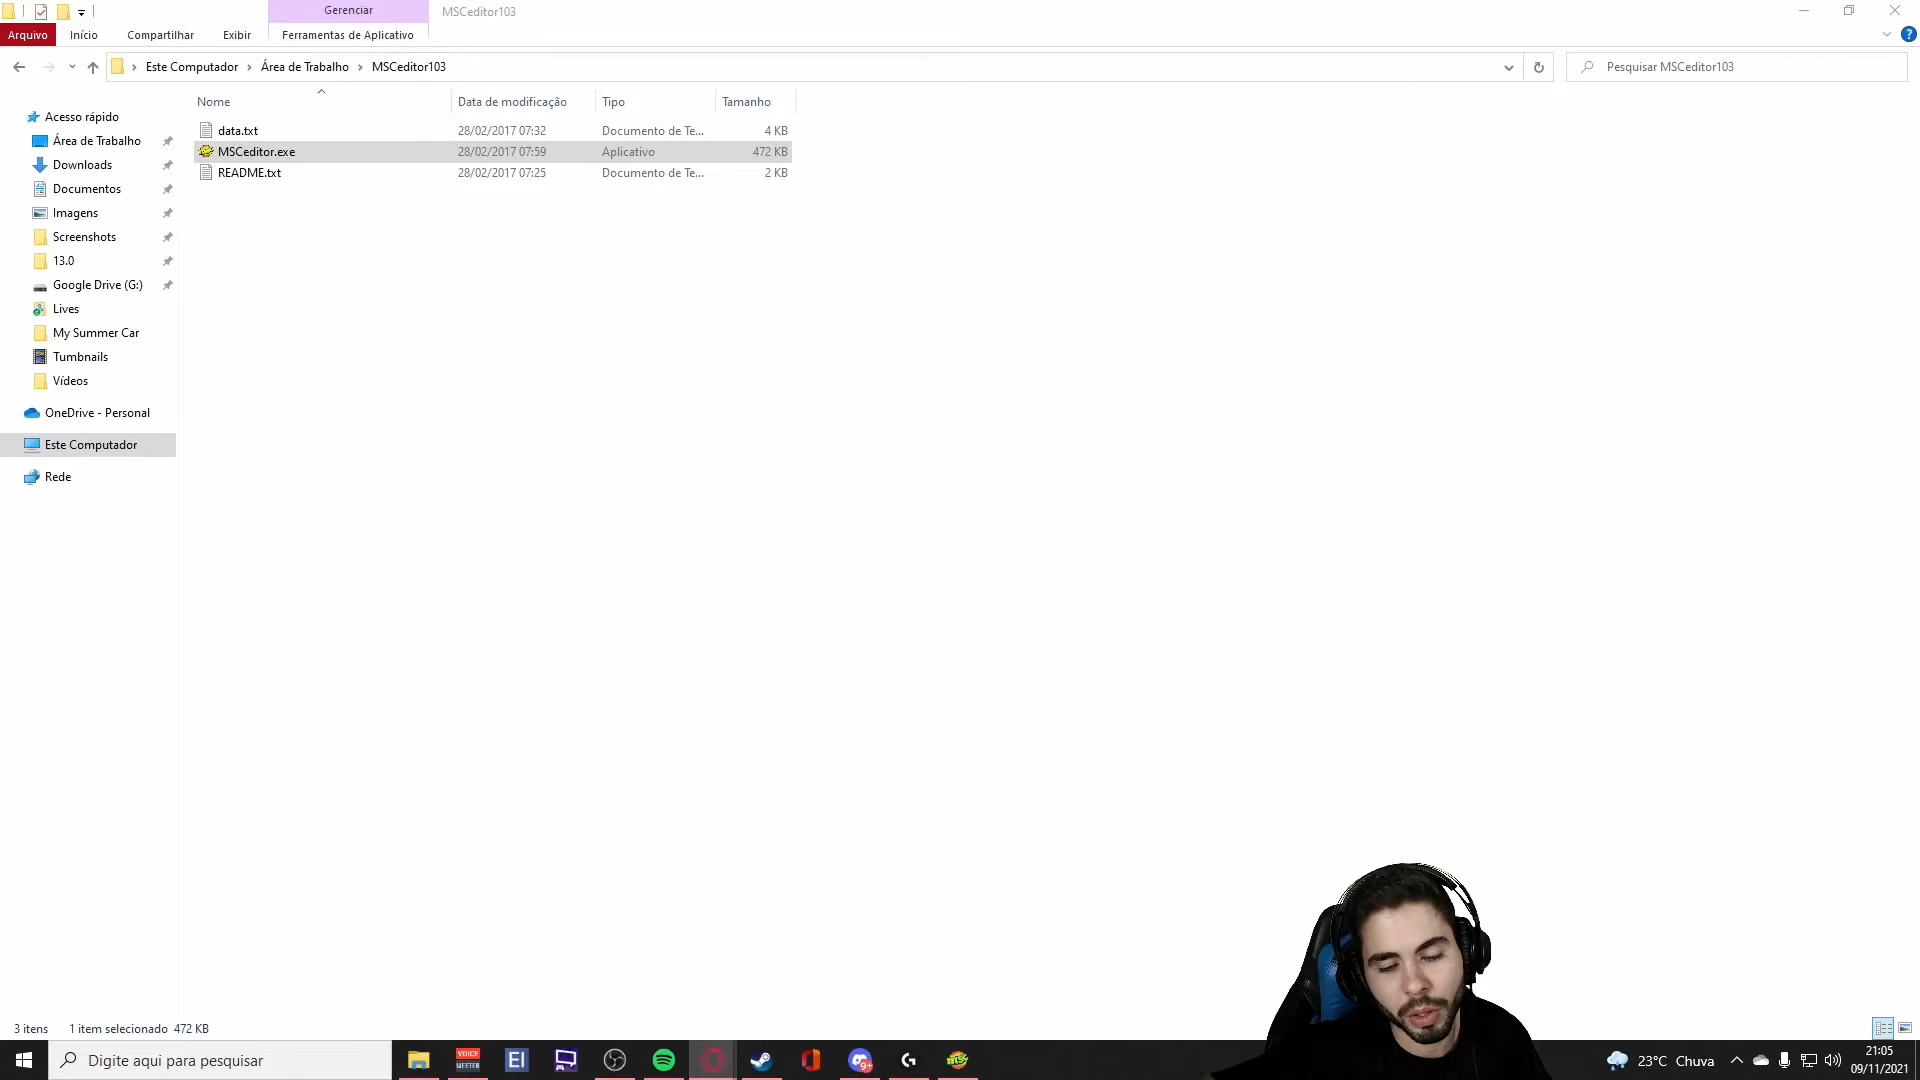 Gerenciar
MSCeditor103
Arquivo
Início
Compartilhar
Exibir
Ferramentas de Aplicativo
?
Este Computador
Área de Trabalho
MSCeditor103
Pesquisar MSCeditor103
Nome
Data de modificação
Tipo
Tamanho
data.txt
28/02/2017 07:32
Documento de Te...
4 KB
MSCeditor.exe
28/02/2017 07:59
Aplicativo
472 KB
README.txt
28/02/2017 07:25
Documento de Te...
2 KB
Acesso rápido
Área de Trabalho
Downloads
Documentos
Imagens
Screenshots
13.0
Google Drive (G:)
Lives
My Summer Car
Tumbnails
Vídeos
OneDrive - Personal
Este Computador
Rede
3 itens
1 item selecionado 472 KB
Digite aqui para pesquisar
VOICE
MEETER
EI
9+
23°C Chuva
21:05
09/11/2021